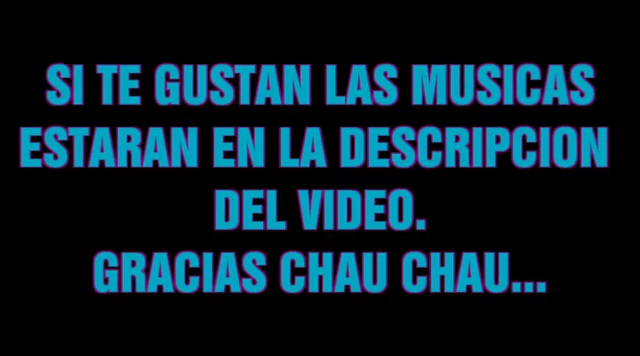 SI TE GUSTAN LAS MUSICAS
ESTARAN EN LA DESCRIPCION
DEL VIDEO.
GRACIAS CHAU CHAU...